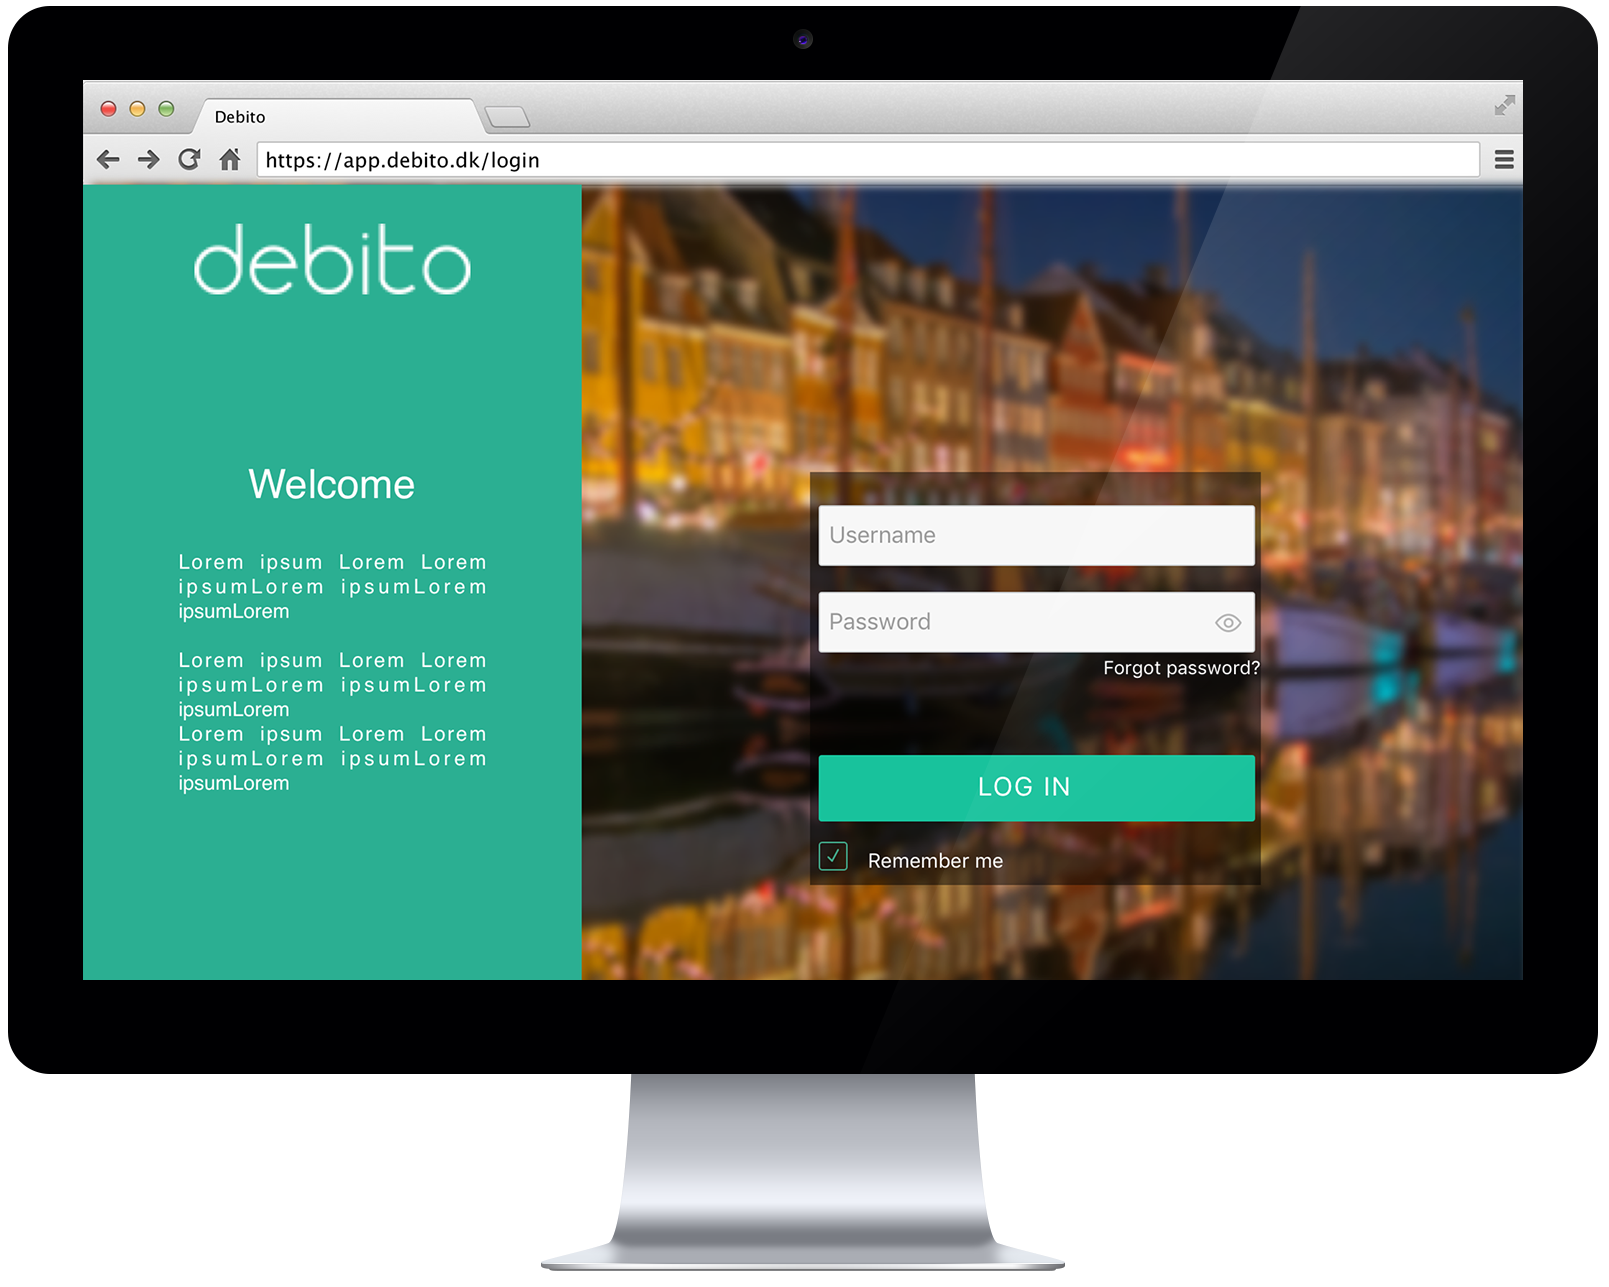 Debito
https://app.debito.dk/login
debito
Welcome
Lorem ipsum Lorem Lorem
ipsumLorem ipsumLorem
ipsumLorem
Lorem ipsum Lorem Lorem
ipsumLorem ipsumLorem
ipsumLorem
Lorem ipsum Lorem Lorem
ipsumLorem ipsumLorem
ipsumLorem
Username
Password
Forgot password?
LOG IN
Remember me